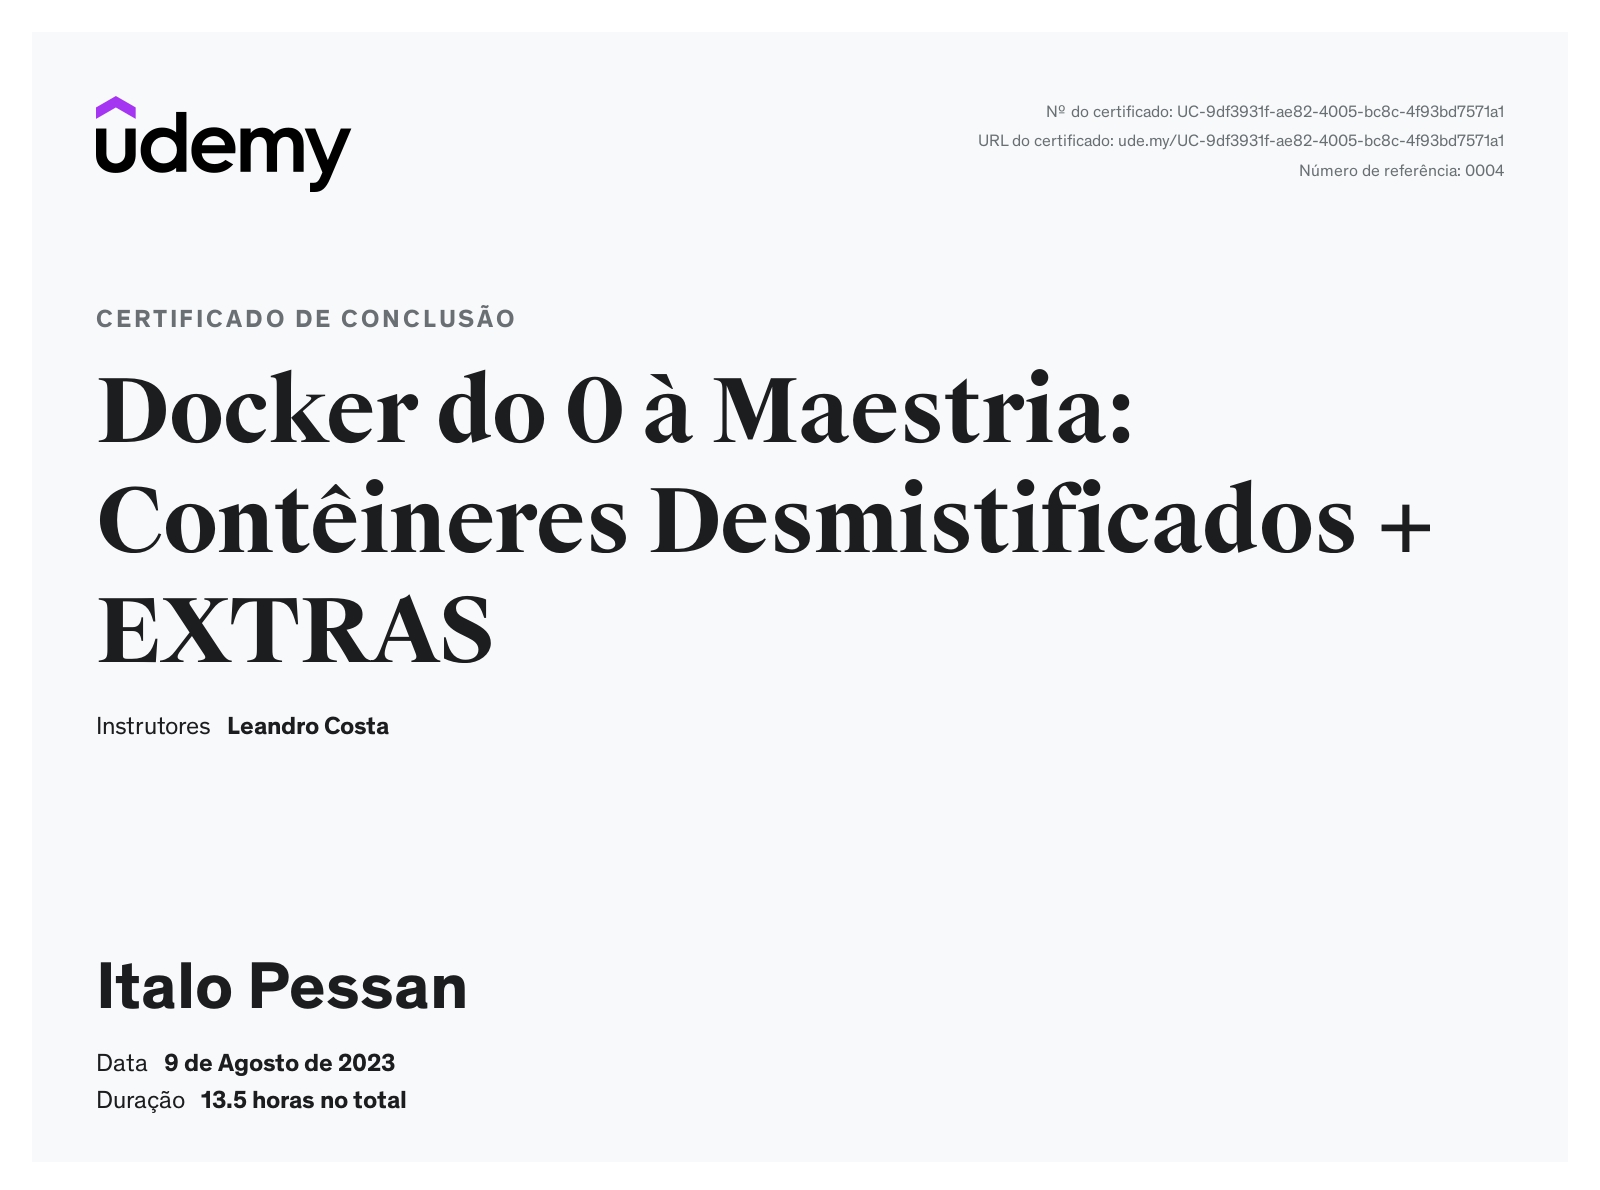 udemy
Nº do certificado: UC-9df3931f-ae82-4005-bc8c-4f93bd7571a1
URL do certificado: ude.my/UC-9df3931f-ae82-4005-bc8c-4f93bd7571a1
Número de referência: 0004
CERTIFICADO DE CONCLUSÃO
Docker do 0 à Maestria:
Contêineres Desmistificados +
EXTRAS
Instrutores Leandro Costa
Italo Pessan
Data 9 de Agosto de 2023
Duração 13.5 horas no total